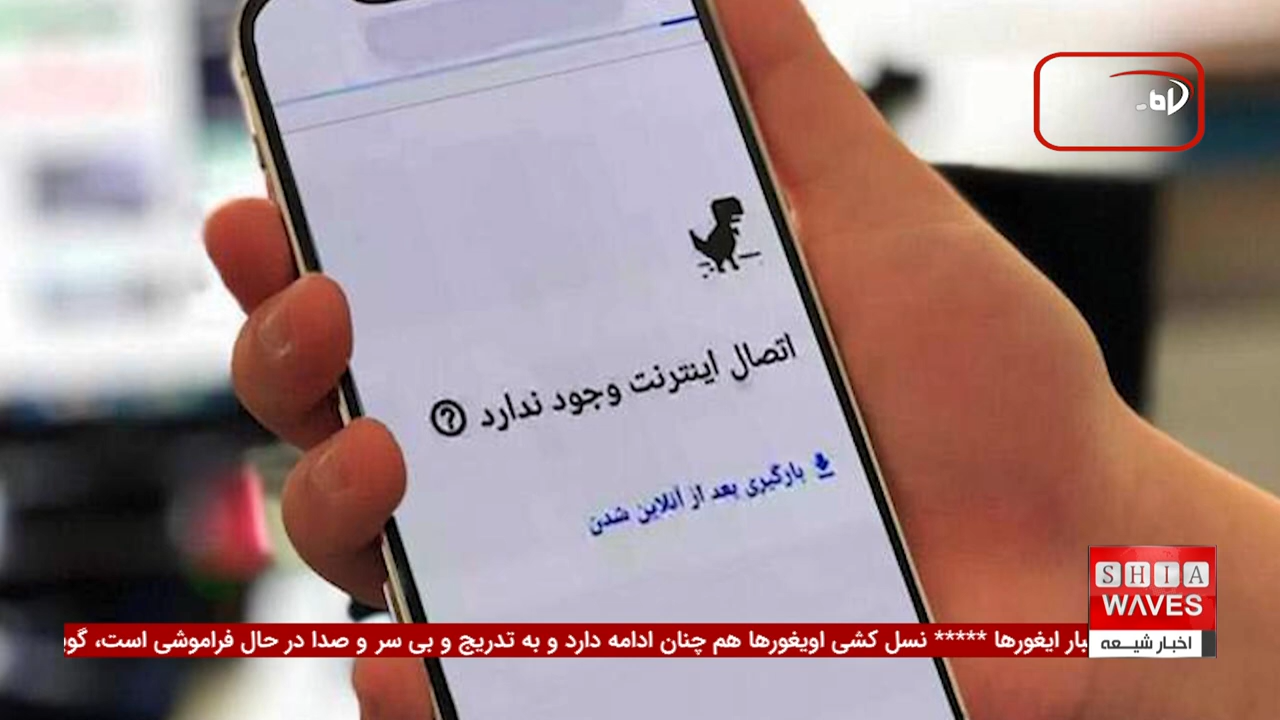 اتصال اینترنت وجود ندارد ?
بارگیری بعد از آنلاین شدن
SHIA
WAVES
اخبار شیعه
بار ایغورها ***** نسل کشی اویغورها هم چنان ادامه دارد و به تدریج و بی سر و صدا در حال فراموشی است،